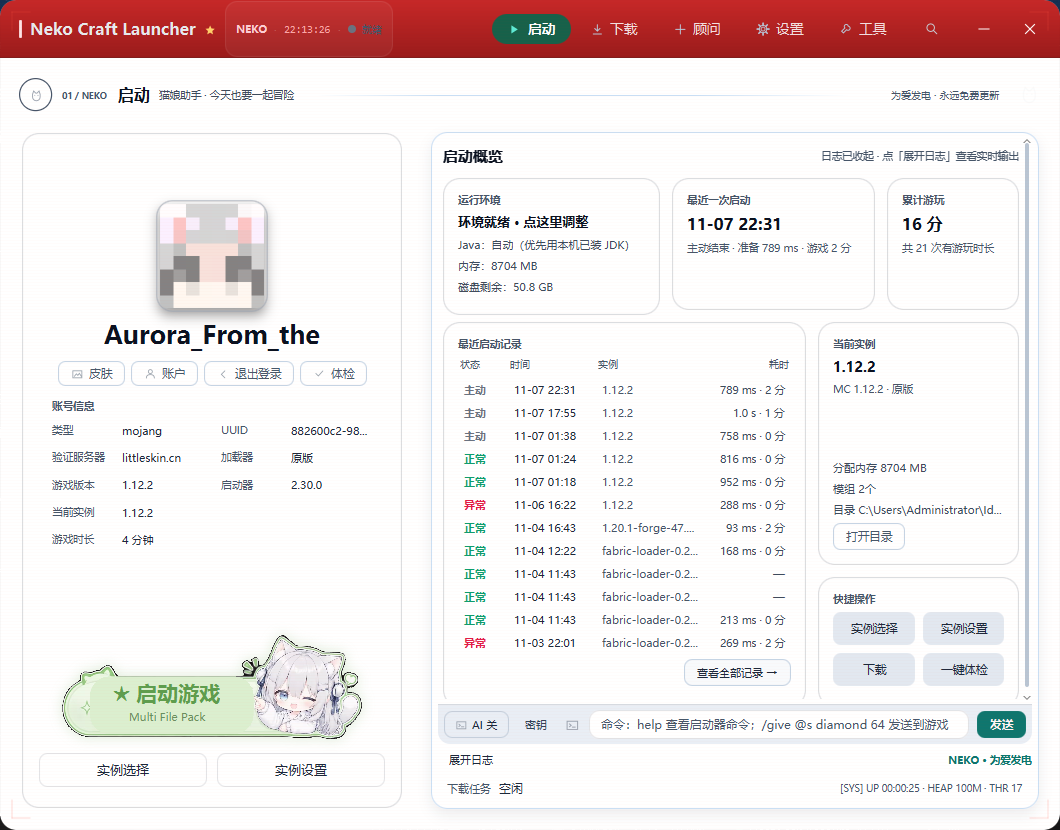 Neko Craft Launcher ★
NEKO · 22:13:26
启动
下载
顾问
设置
工具
01 / NEKO 启动 猫娘助手 · 今天也要一起冒险
为爱发电 · 永远免费更新
Aurora_From_the
皮肤
账户
退出登录
体检
账号信息
类型 mojang UUID 882600c2-98...
验证服务器 littleskin.cn 加载器 原版
游戏版本 1.12.2 启动器 2.30.0
当前实例 1.12.2
游戏时长 4 分钟
★ 启动游戏
Multi File Pack
实例选择
实例设置
启动概览
日志已收起 · 点「展开日志」查看实时输出
运行环境
环境就绪 • 点这里调整
Java: 自动（优先用本机已装 JDK）
内存: 8704 MB
磁盘剩余: 50.8 GB
最近一次启动
11-07 22:31
主动结束 · 准备 789 ms · 游戏 2 分
累计游玩
16 分
共 21 次有游玩时长
最近启动记录
状态 时间 实例 耗时
主动 11-07 22:31 1.12.2 789 ms · 2 分
主动 11-07 17:55 1.12.2 1.0 s · 1 分
主动 11-07 01:38 1.12.2 758 ms · 0 分
正常 11-07 01:24 1.12.2 816 ms · 0 分
正常 11-07 01:18 1.12.2 952 ms · 0 分
异常 11-06 16:22 1.12.2 288 ms · 0 分
正常 11-04 16:43 1.20.1-forge-47.... 93 ms · 2 分
正常 11-04 12:22 fabric-loader-0.2... 168 ms · 0 分
正常 11-04 11:43 fabric-loader-0.2... —
正常 11-04 11:43 fabric-loader-0.2... —
正常 11-04 11:43 fabric-loader-0.2... 213 ms · 0 分
异常 11-03 22:01 fabric-loader-0.2... 269 ms · 2 分
查看全部记录 →
当前实例
1.12.2
MC 1.12.2 · 原版
分配内存 8704 MB
模组 2个
目录 C:\Users\Administrator\Id...
打开目录
快捷操作
实例选择
实例设置
下载
一键体检
AI 关
密钥
命令: help 查看启动器命令; /give @s diamond 64 发送到游戏
发送
展开日志
NEKO • 为爱发电
下载任务 空闲
[SYS] UP 00:00:25 · HEAP 100M · THR 17